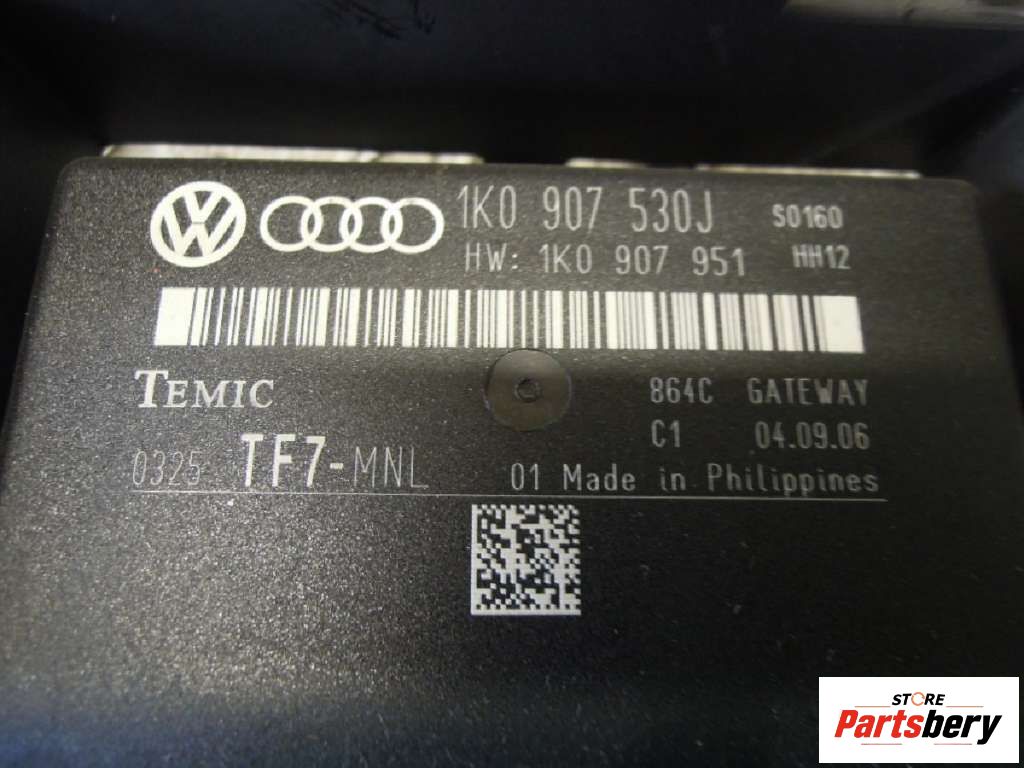 1K0 907 530J S0160
HW: 1K0 907 951 HH12
TEMIC 864C GATEWAY
C1 04.09.06
0325 TF7-MNL 01 Made in Philippines
STORE
Partsbery